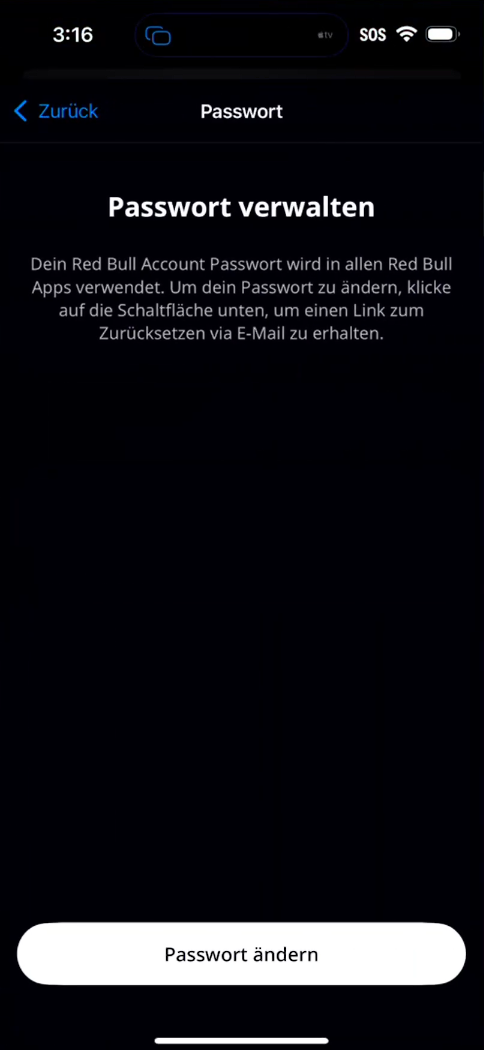 3:16
tv
SOS
Zurück
Passwort
Passwort verwalten
Dein Red Bull Account Passwort wird in allen Red Bull
Apps verwendet. Um dein Passwort zu ändern, klicke
auf die Schaltfläche unten, um einen Link zum
Zurücksetzen via E-Mail zu erhalten.
Passwort ändern